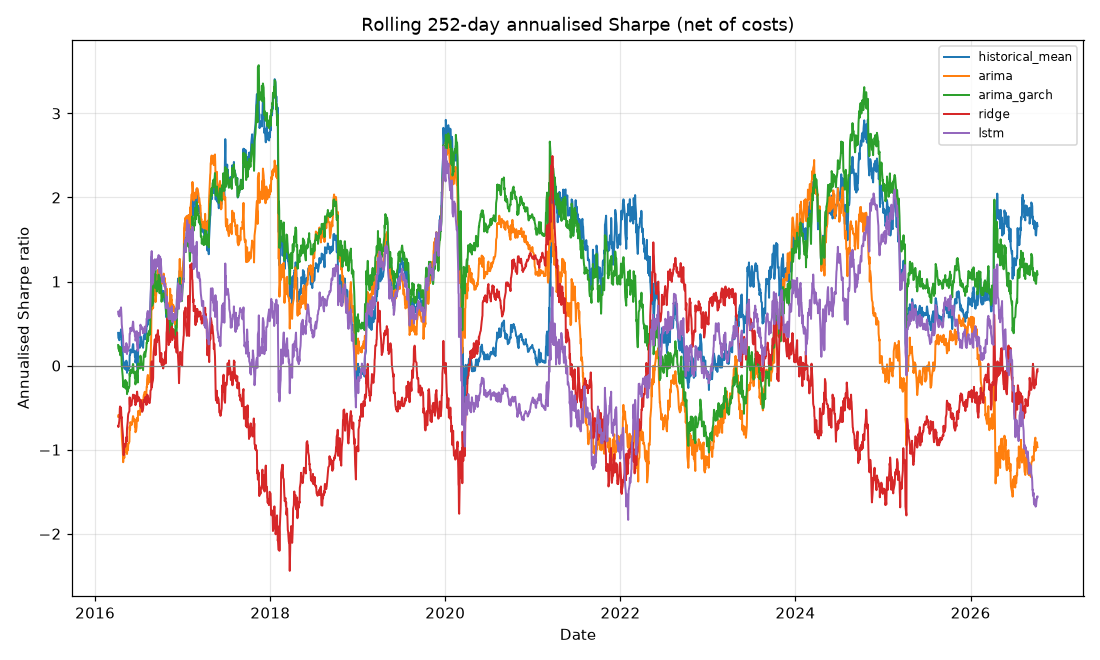 Rolling 252-day annualised Sharpe (net of costs)
historical_mean
arima
arima_garch
ridge
lstm
Annualised Sharpe ratio
3
2
1
0
−1
−2
2016
2018
2020
2022
2024
2026
Date